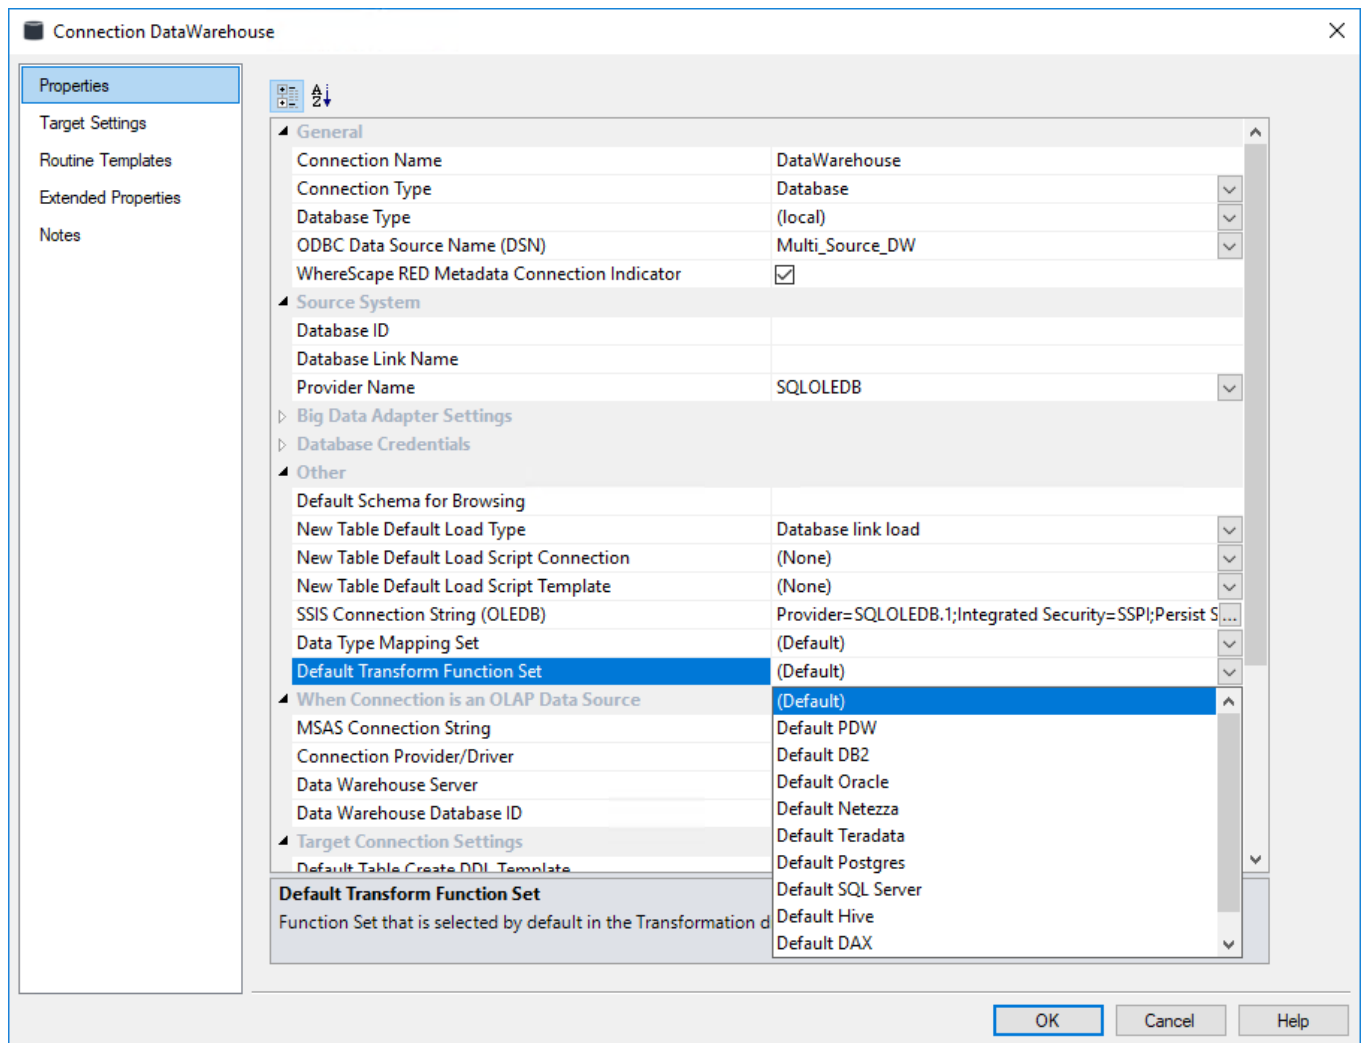 Connection DataWarehouse
Properties
Target Settings
Routine Templates
Extended Properties
Notes
General
Connection Name DataWarehouse
Connection Type Database
Database Type (local)
ODBC Data Source Name (DSN) Multi_Source_DW
WhereScape RED Metadata Connection Indicator
Source System
Database ID
Database Link Name
Provider Name SQLOLEDB
Big Data Adapter Settings
Database Credentials
Other
Default Schema for Browsing
New Table Default Load Type Database link load
New Table Default Load Script Connection (None)
New Table Default Load Script Template (None)
SSIS Connection String (OLEDB) Provider=SQLOLEDB.1;Integrated Security=SSPI;Persist S...
Data Type Mapping Set (Default)
Default Transform Function Set (Default)
When Connection is an OLAP Data Source
MSAS Connection String
Connection Provider/Driver
Data Warehouse Server
Data Warehouse Database ID
Target Connection Settings
Default Table Create DDL Template
(Default)
Default PDW
Default DB2
Default Oracle
Default Netezza
Default Teradata
Default Postgres
Default SQL Server
Default Hive
Default DAX
Default Transform Function Set
Function Set that is selected by default in the Transformation d
OK Cancel Help